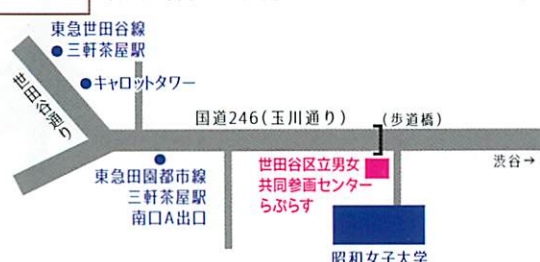 東急世田谷線
三軒茶屋駅
キャロットタワー
世田谷通り
国道246(玉川通り)
(歩道橋)
渋谷→
東急田園都市線
三軒茶屋駅
南口A出口
世田谷区立男女
共同参画センター
らぷらす
昭和女子大学